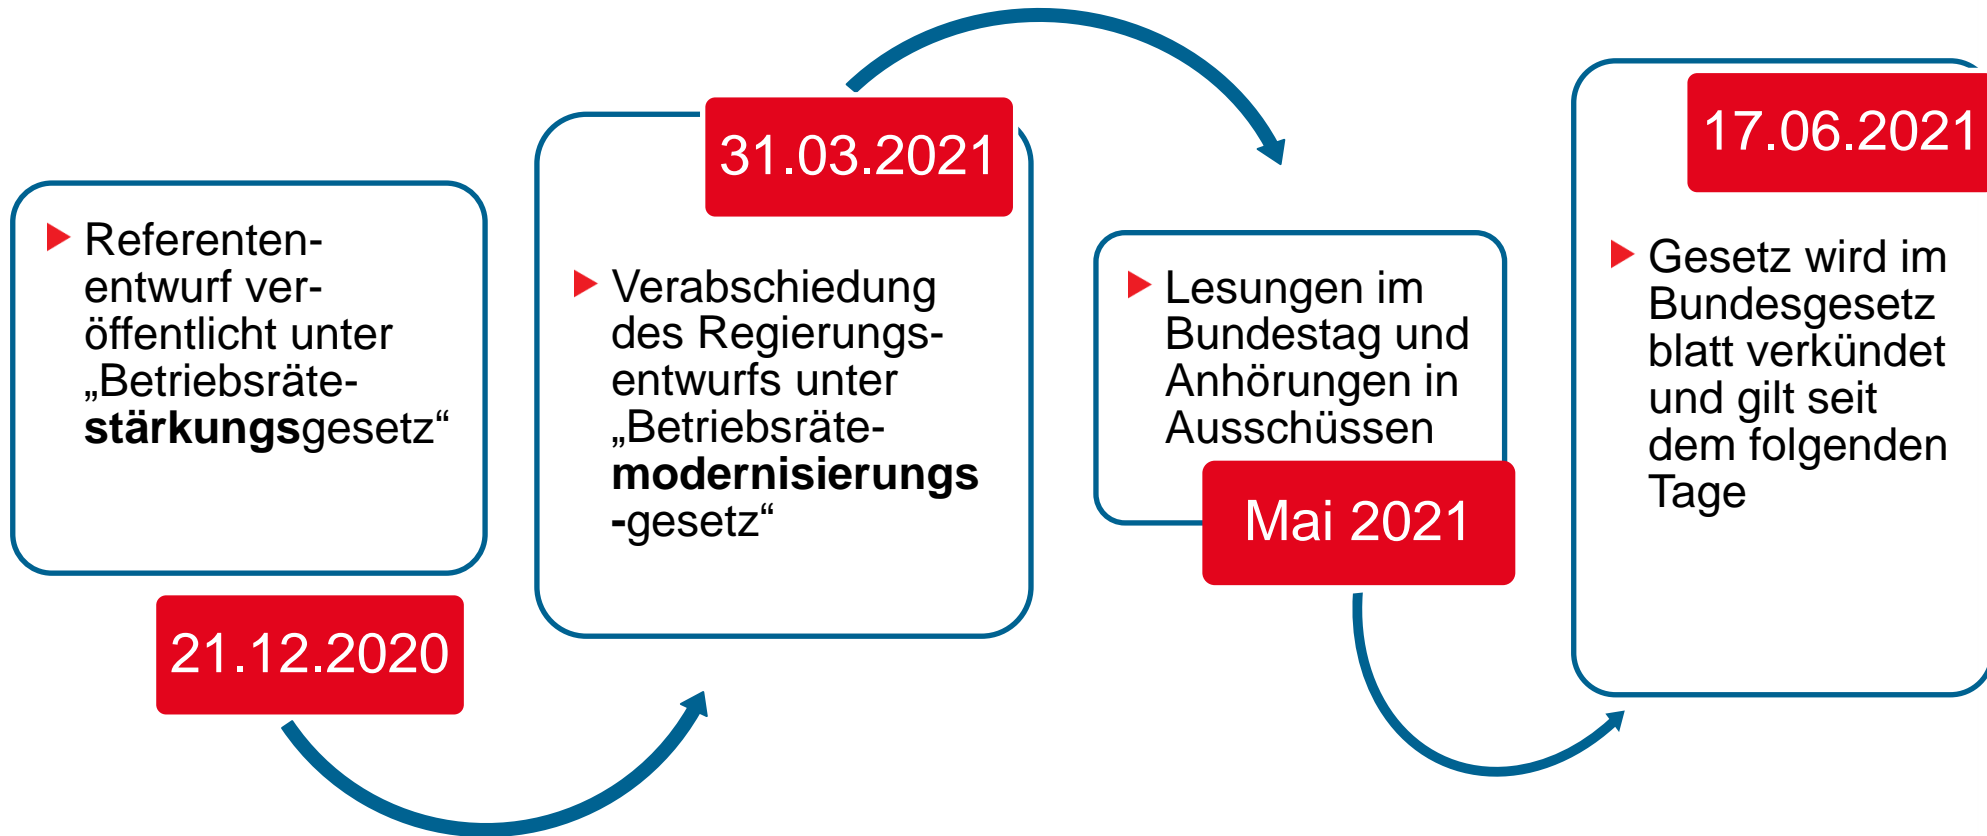 Referenten-
entwurf ver-
öffentlicht unter
„Betriebsräte-
stärkungsgesetz“
21.12.2020
31.03.2021
Verabschiedung
des Regierungs-
entwurfs unter
„Betriebsräte-
modernisierungs
-gesetz“
Lesungen im
Bundestag und
Anhörungen in
Ausschüssen
Mai 2021
17.06.2021
Gesetz wird im
Bundesgesetz
blatt verkündet
und gilt seit
dem folgenden
Tage